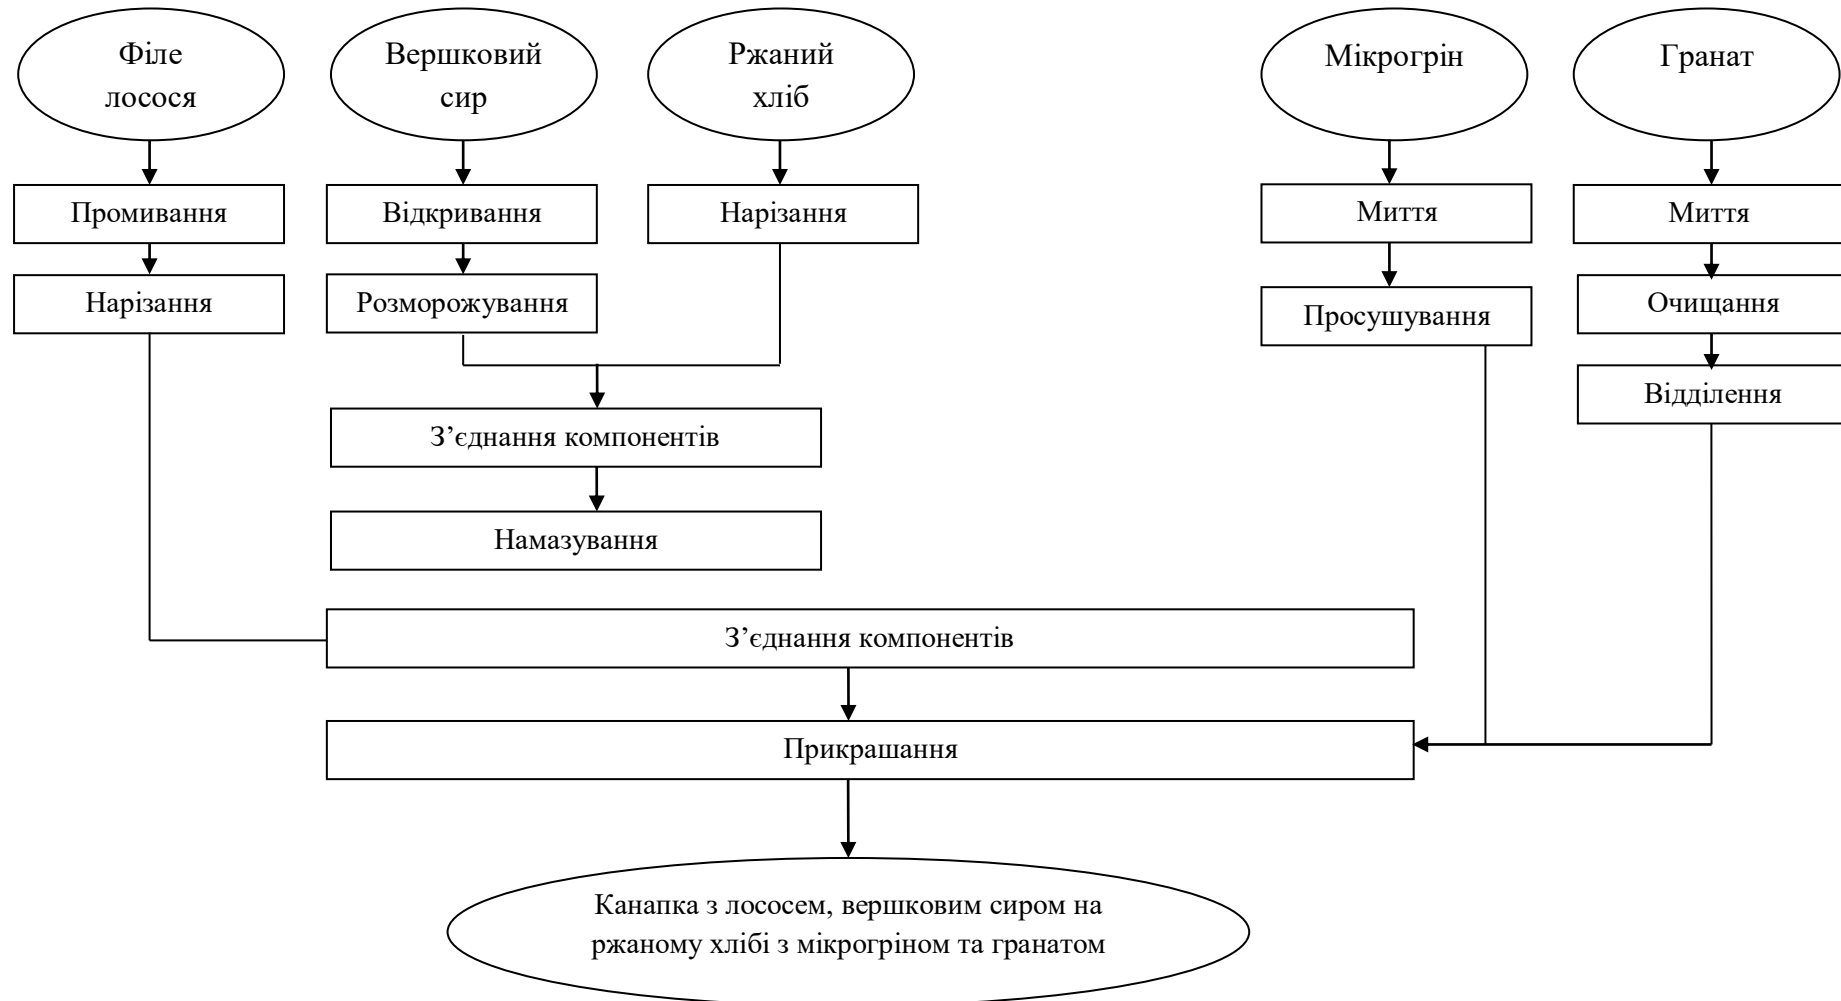 Філе
лосося
Вершковий
сир
Ржаний
хліб
Мікрогрін
Гранат
Промивання
Відкривання
Нарізання
Миття
Миття
Нарізання
Розморожування
Просушування
Очищання
Відділення
З’єднання компонентів
Намазування
З’єднання компонентів
Прикрашання
Канапка з лососем, вершковим сиром на
ржаному хлібі з мікрогріном та гранатом